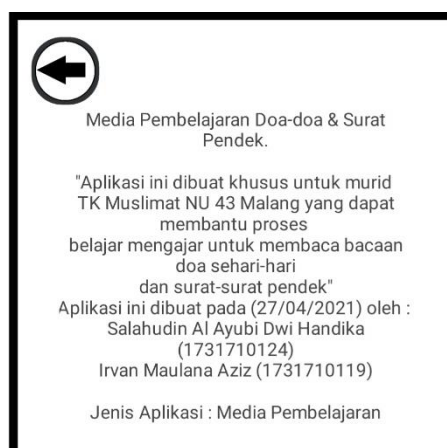 Media Pembelajaran Doa-doa & Surat
Pendek.
"Aplikasi ini dibuat khusus untuk murid
TK Muslimat NU 43 Malang yang dapat
membantu proses
belajar mengajar untuk membaca bacaan
doa sehari-hari
dan surat-surat pendek"
Aplikasi ini dibuat pada (27/04/2021) oleh :
Salahudin Al Ayubi Dwi Handika
(1731710124)
Irvan Maulana Aziz (1731710119)
Jenis Aplikasi : Media Pembelajaran